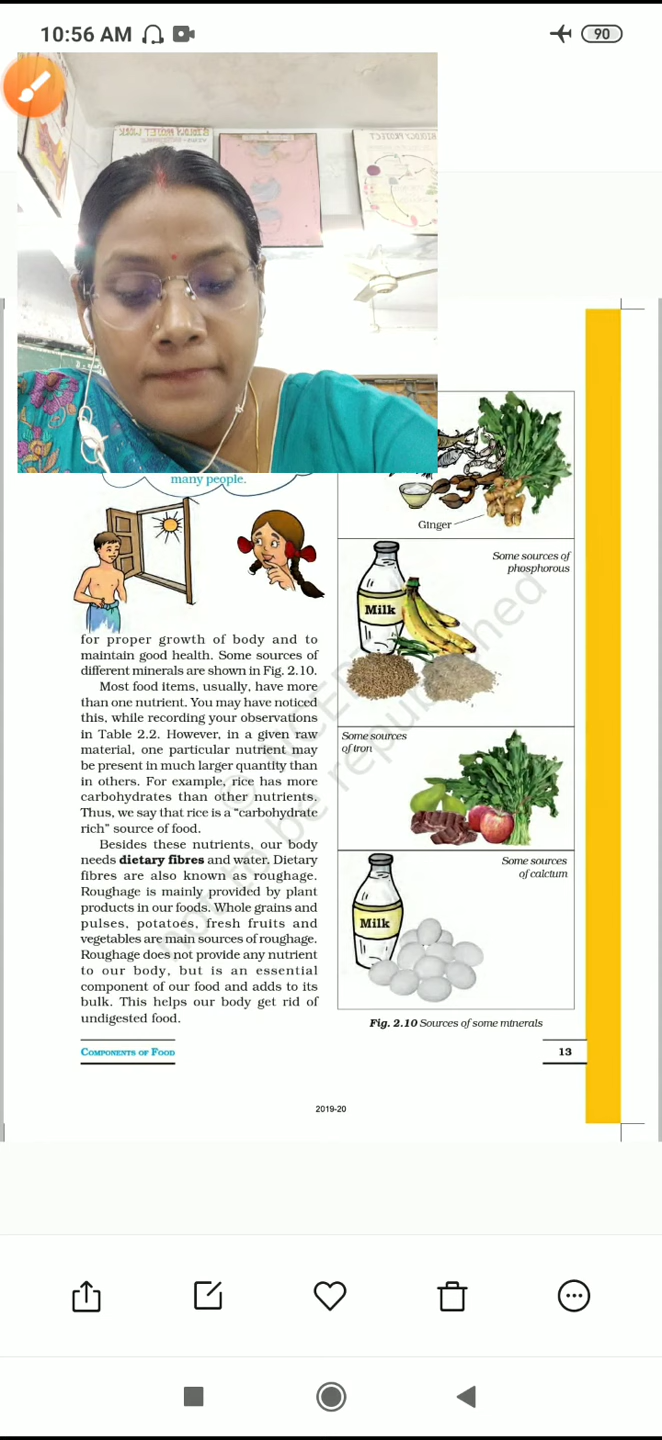 10:56 AM
90
BIOLOGY PROJECT WORK
many people.
Ginger
Some sources of
phosphorous
Milk
for proper growth of body and to
maintain good health. Some sources of
different minerals are shown in Fig. 2.10.
Most food items, usually, have more
than one nutrient. You may have noticed
this, while recording your observations
in Table 2.2. However, in a given raw
material, one particular nutrient may
be present in much larger quantity than
in others. For example, rice has more
carbohydrates than other nutrients.
Thus, we say that rice is a “carbohydrate
rich” source of food.
Besides these nutrients, our body
needs dietary fibres and water. Dietary
fibres are also known as roughage.
Roughage is mainly provided by plant
products in our foods. Whole grains and
pulses, potatoes, fresh fruits and
vegetables are main sources of roughage.
Roughage does not provide any nutrient
to our body, but is an essential
component of our food and adds to its
bulk. This helps our body get rid of
undigested food.
Some sources
of iron
Some sources
of calcium
Milk
Fig. 2.10 Sources of some minerals
COMPONENTS OF FOOD
13
2019-20
not to be republished